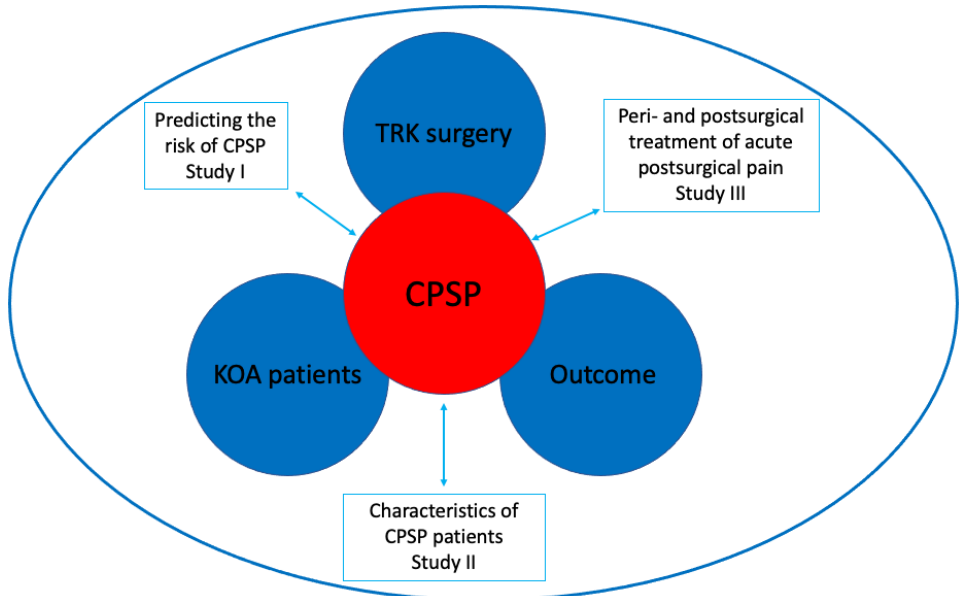 Predicting the
risk of CPSP
Study I
TRK surgery
Peri- and postsurgical
treatment of acute
postsurgical pain
Study III
CPSP
KOA patients
Outcome
Characteristics of
CPSP patients
Study II